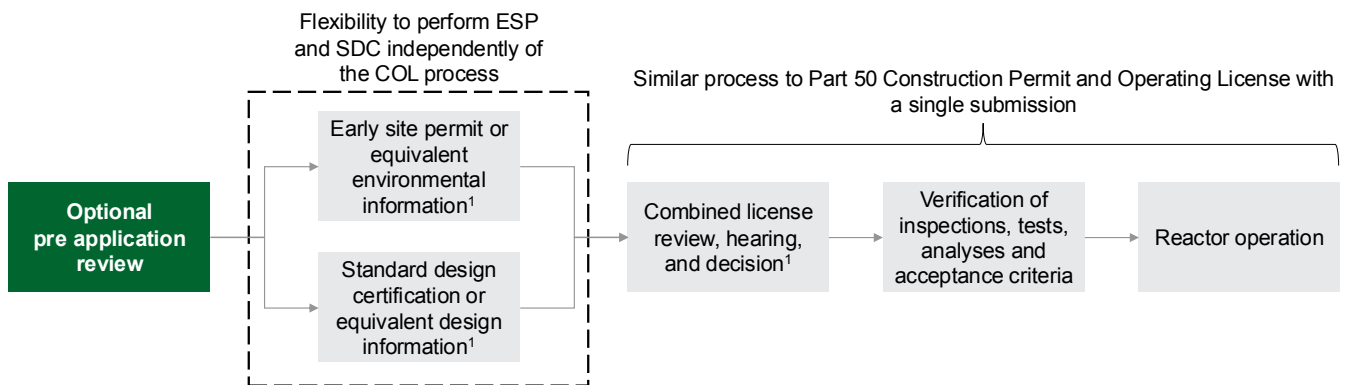 Flexibility to perform ESP
and SDC independently of
the COL process
Similar process to Part 50 Construction Permit and Operating License with
a single submission
Optional
pre application
review
Early site permit or
equivalent
environmental
information¹
Standard design
certification or
equivalent design
information¹
Combined license
review, hearing,
and decision¹
Verification of
inspections, tests,
analyses and
acceptance criteria
Reactor operation